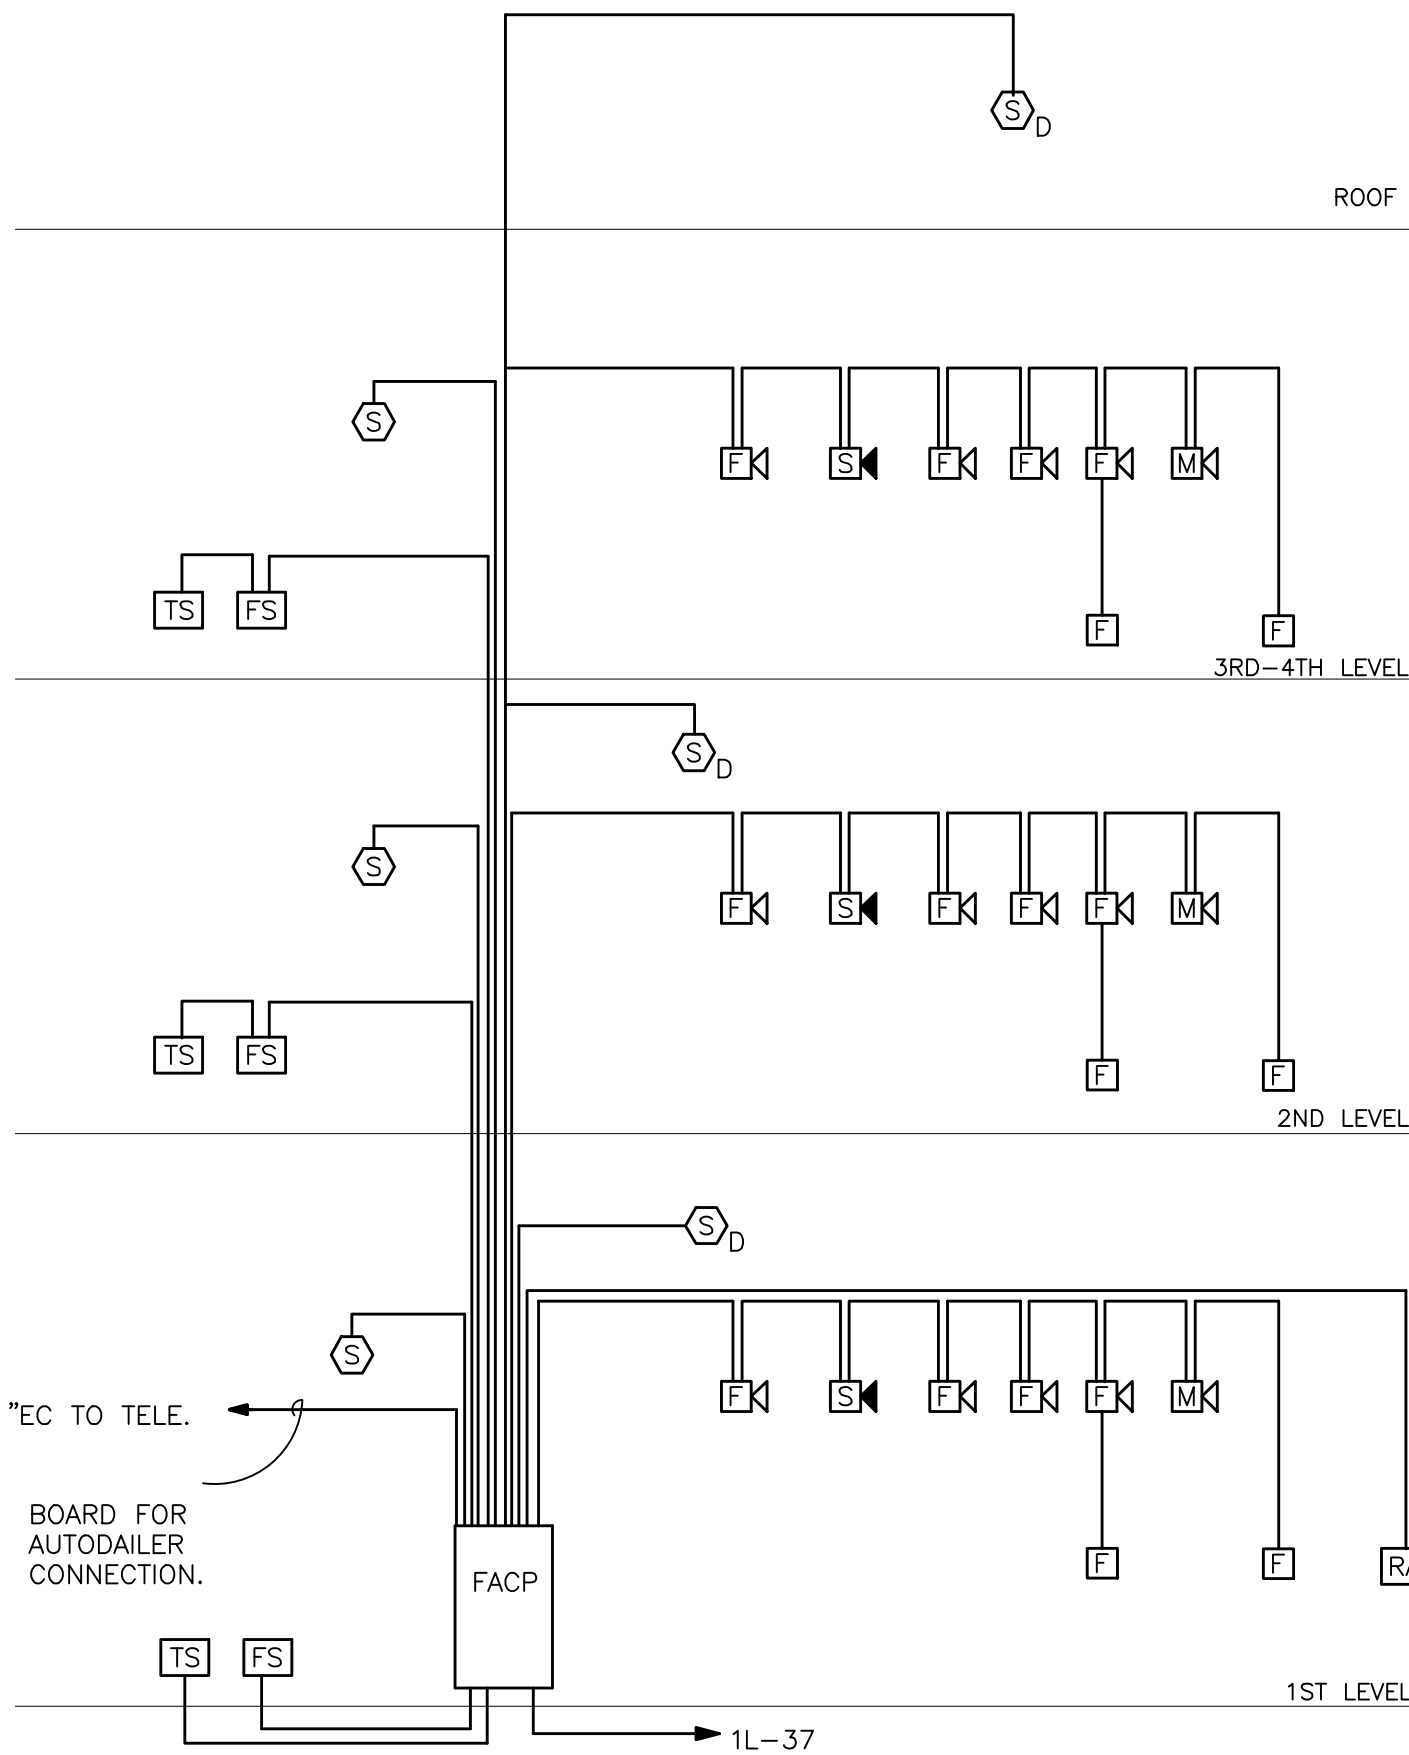 S
D
ROOF
S
F S F F F M
TS FS
F F
3RD-4TH LEVEL
S
D
S
F S F F F M
TS FS
F F
2ND LEVEL
S
D
S
F S F F F M
"EC TO TELE.
BOARD FOR
AUTODAILER
CONNECTION.
FACP
F F
TS FS
1ST LEVEL
1L-37